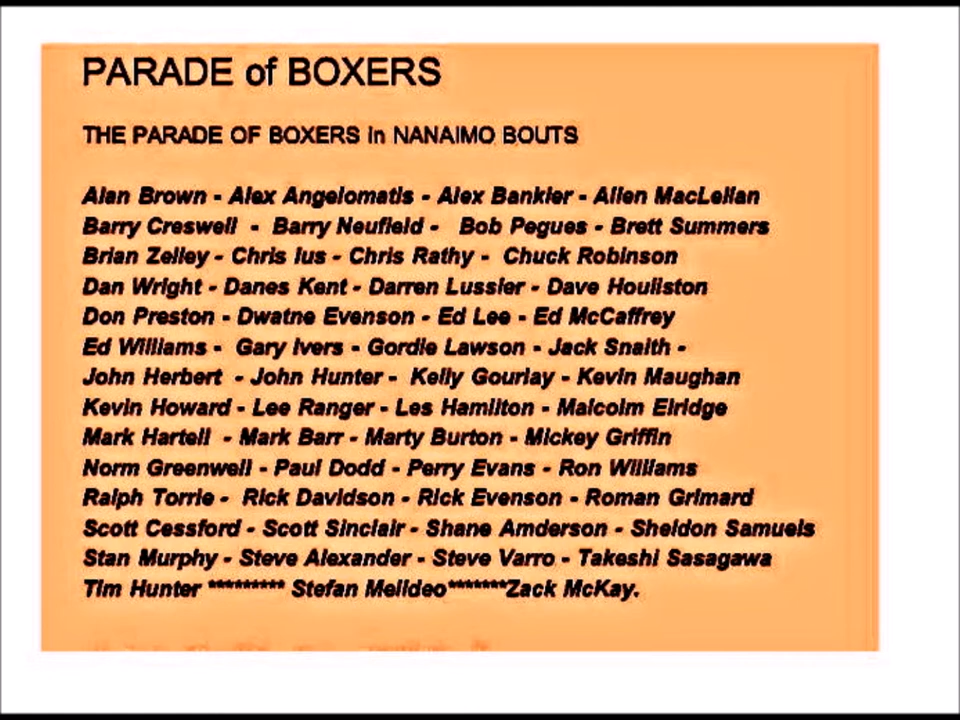 PARADE of BOXERS
THE PARADE OF BOXERS in NANAIMO BOUTS
Alan Brown - Alex Angelomatis - Alex Bankier - Allen MacLellan
Barry Creswell - Barry Neufield - Bob Pegues - Brett Summers
Brian Zelley - Chris Ius - Chris Rathy - Chuck Robinson
Dan Wright - Danes Kent - Darren Lussier - Dave Houliston
Don Preston - Dwatne Evenson - Ed Lee - Ed McCaffrey
Ed Williams - Gary Ivers - Gordie Lawson - Jack Snaith -
John Herbert - John Hunter - Kelly Gourlay - Kevin Maughan
Kevin Howard - Lee Ranger - Les Hamilton - Malcolm Elridge
Mark Hartell - Mark Barr - Marty Burton - Mickey Griffin
Norm Greenwell - Paul Dodd - Perry Evans - Ron Williams
Ralph Torrie - Rick Davidson - Rick Evenson - Roman Grimard
Scott Cessford - Scott Sinclair - Shane Amderson - Sheldon Samuels
Stan Murphy - Steve Alexander - Steve Varro - Takeshi Sasagawa
Tim Hunter ********* Stefan Melideo*******Zack McKay.